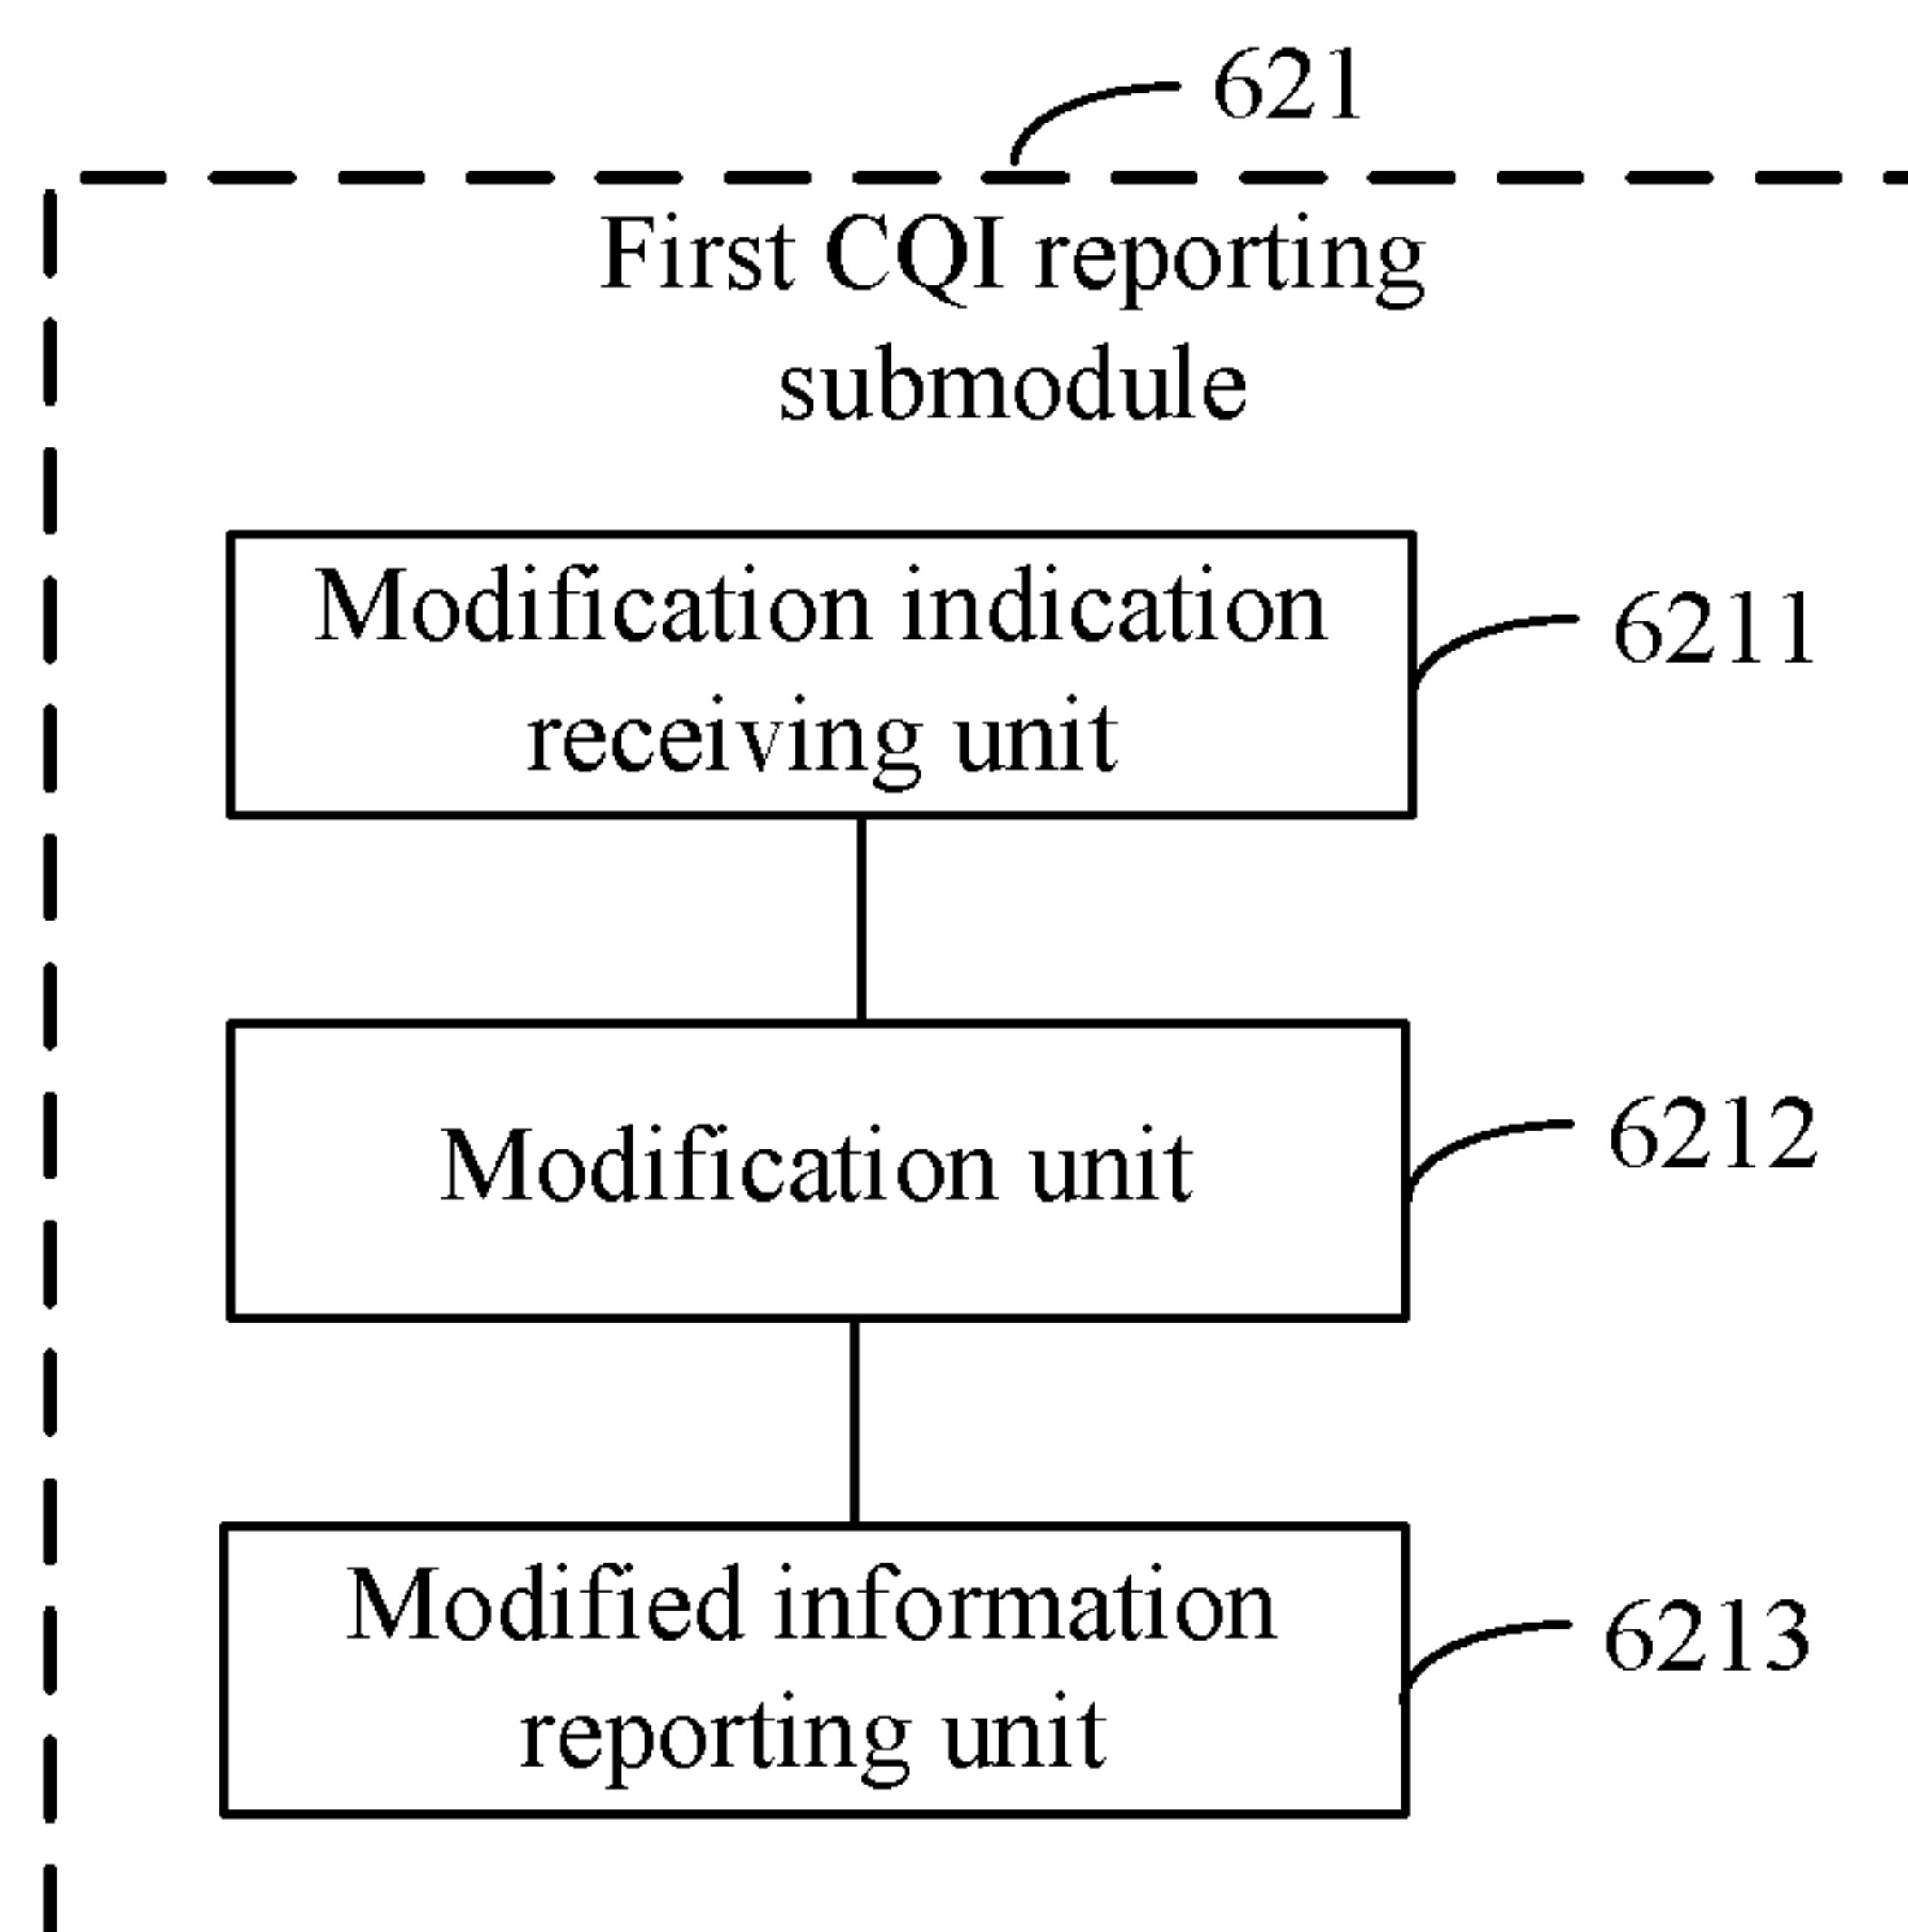 621
First CQI reporting
submodule
Modification indication
receiving unit
6211
Modification unit
6212
Modified information
reporting unit
6213